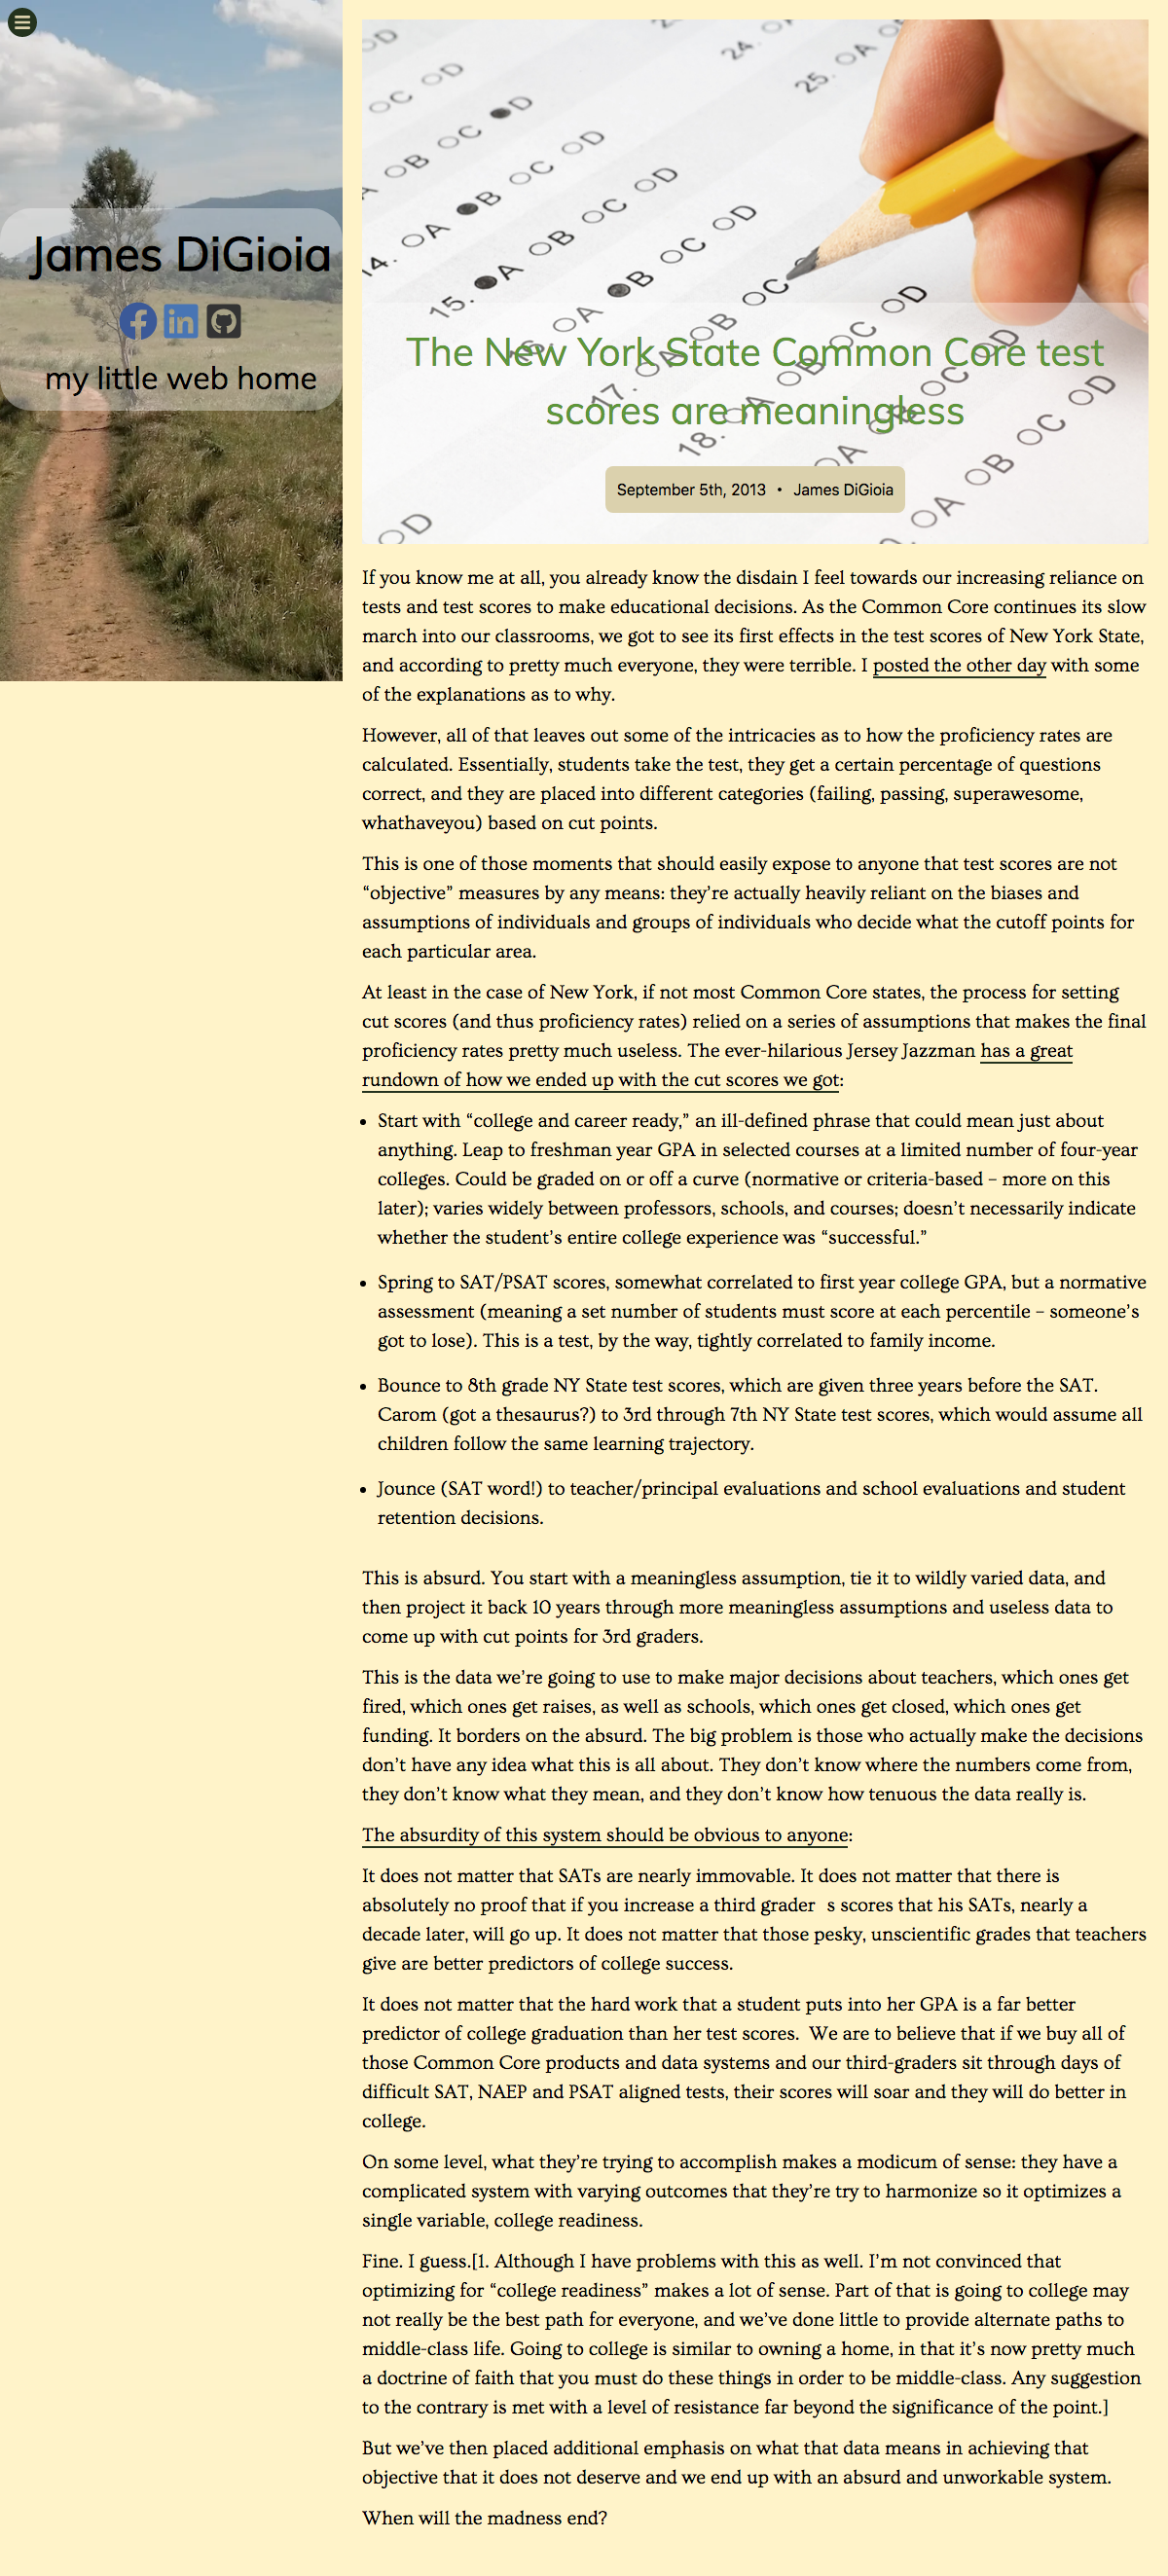 James DiGioia
my little web home
24. OA
25. OA
OD
OC OD
OB OC D
14. OA B OC OD
15. A OB OC OD
16. OA B OC OD
17. OA OB OC OD
18. OA OB OC OD
OA OB OC OD
OA OB OC OD
OD
The New York State Common Core test
scores are meaningless
September 5th, 2013 • James DiGioia
If you know me at all, you already know the disdain I feel towards our increasing reliance on
tests and test scores to make educational decisions. As the Common Core continues its slow
march into our classrooms, we got to see its first effects in the test scores of New York State,
and according to pretty much everyone, they were terrible. I posted the other day with some
of the explanations as to why.
However, all of that leaves out some of the intricacies as to how the proficiency rates are
calculated. Essentially, students take the test, they get a certain percentage of questions
correct, and they are placed into different categories (failing, passing, superawesome,
whathaveyou) based on cut points.
This is one of those moments that should easily expose to anyone that test scores are not
“objective” measures by any means: they’re actually heavily reliant on the biases and
assumptions of individuals and groups of individuals who decide what the cutoff points for
each particular area.
At least in the case of New York, if not most Common Core states, the process for setting
cut scores (and thus proficiency rates) relied on a series of assumptions that makes the final
proficiency rates pretty much useless. The ever-hilarious Jersey Jazzman has a great
rundown of how we ended up with the cut scores we got:
• Start with “college and career ready,” an ill-defined phrase that could mean just about
anything. Leap to freshman year GPA in selected courses at a limited number of four-year
colleges. Could be graded on or off a curve (normative or criteria-based – more on this
later); varies widely between professors, schools, and courses; doesn’t necessarily indicate
whether the student’s entire college experience was “successful.”
• Spring to SAT/PSAT scores, somewhat correlated to first year college GPA, but a normative
assessment (meaning a set number of students must score at each percentile – someone’s
got to lose). This is a test, by the way, tightly correlated to family income.
• Bounce to 8th grade NY State test scores, which are given three years before the SAT.
Carom (got a thesaurus?) to 3rd through 7th NY State test scores, which would assume all
children follow the same learning trajectory.
• Jounce (SAT word!) to teacher/principal evaluations and school evaluations and student
retention decisions.
This is absurd. You start with a meaningless assumption, tie it to wildly varied data, and
then project it back 10 years through more meaningless assumptions and useless data to
come up with cut points for 3rd graders.
This is the data we’re going to use to make major decisions about teachers, which ones get
fired, which ones get raises, as well as schools, which ones get closed, which ones get
funding. It borders on the absurd. The big problem is those who actually make the decisions
don’t have any idea what this is all about. They don’t know where the numbers come from,
they don’t know what they mean, and they don’t know how tenuous the data really is.
The absurdity of this system should be obvious to anyone:
It does not matter that SATs are nearly immovable. It does not matter that there is
absolutely no proof that if you increase a third grader s scores that his SATs, nearly a
decade later, will go up. It does not matter that those pesky, unscientific grades that teachers
give are better predictors of college success.
It does not matter that the hard work that a student puts into her GPA is a far better
predictor of college graduation than her test scores. We are to believe that if we buy all of
those Common Core products and data systems and our third-graders sit through days of
difficult SAT, NAEP and PSAT aligned tests, their scores will soar and they will do better in
college.
On some level, what they’re trying to accomplish makes a modicum of sense: they have a
complicated system with varying outcomes that they’re try to harmonize so it optimizes a
single variable, college readiness.
Fine. I guess.[1. Although I have problems with this as well. I’m not convinced that
optimizing for “college readiness” makes a lot of sense. Part of that is going to college may
not really be the best path for everyone, and we’ve done little to provide alternate paths to
middle-class life. Going to college is similar to owning a home, in that it’s now pretty much
a doctrine of faith that you must do these things in order to be middle-class. Any suggestion
to the contrary is met with a level of resistance far beyond the significance of the point.]
But we’ve then placed additional emphasis on what that data means in achieving that
objective that it does not deserve and we end up with an absurd and unworkable system.
When will the madness end?